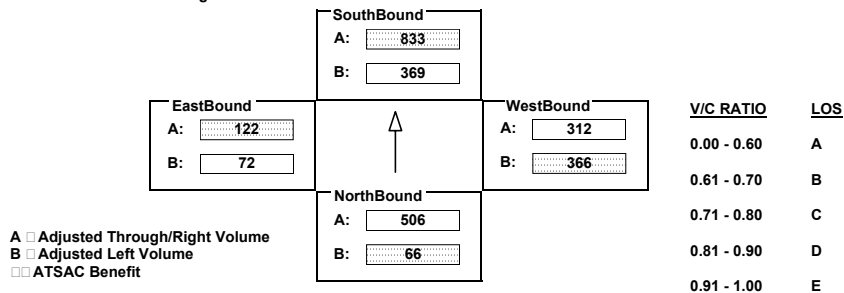 SouthBound
A: 833
B: 369
EastBound
A: 122
B: 72
WestBound
A: 312
B: 366
NorthBound
A: 506
B: 66
A □ Adjusted Through/Right Volume
B □ Adjusted Left Volume
□□ ATSAC Benefit
V/C RATIO LOS
0.00 - 0.60 A
0.61 - 0.70 B
0.71 - 0.80 C
0.81 - 0.90 D
0.91 - 1.00 E